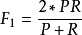 F₁ = 2 * PR / P + R